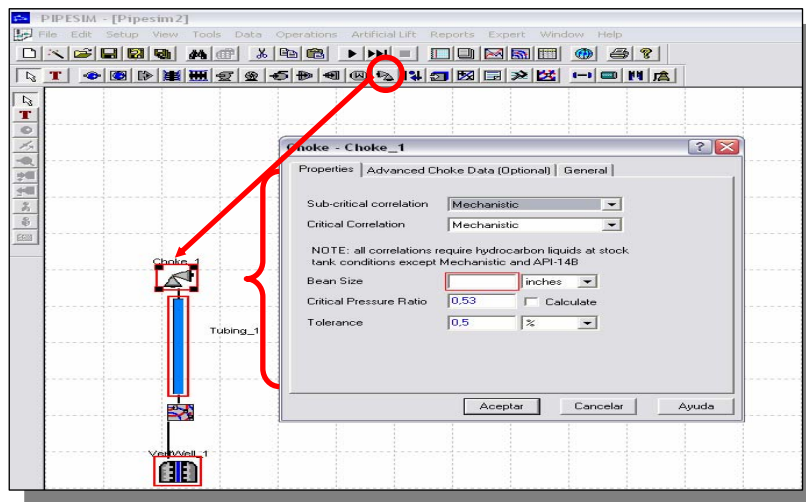 PIPESIM - [Pipesim2]
File Edit Setup View Tools Data Operations Artificial Lift Reports Expert Window Help
T
T
Choke - Choke_1
Properties Advanced Choke Data (Optional) General
Sub-critical correlation Mechanistic
Critical Correlation Mechanistic
NOTE: all correlations require hydrocarbon liquids at stock
tank conditions except Mechanistic and API-14B
Bean Size inches
Critical Pressure Ratio 0,53 Calculate
Tolerance 0,5 %
Aceptar Cancelar Ayuda
Choke_1
Tubing_1
VertWell_1